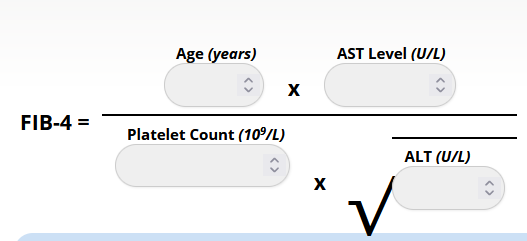 Age (years)
AST Level (U/L)
x
FIB-4 =
Platelet Count (10⁹/L)
ALT (U/L)
x
√